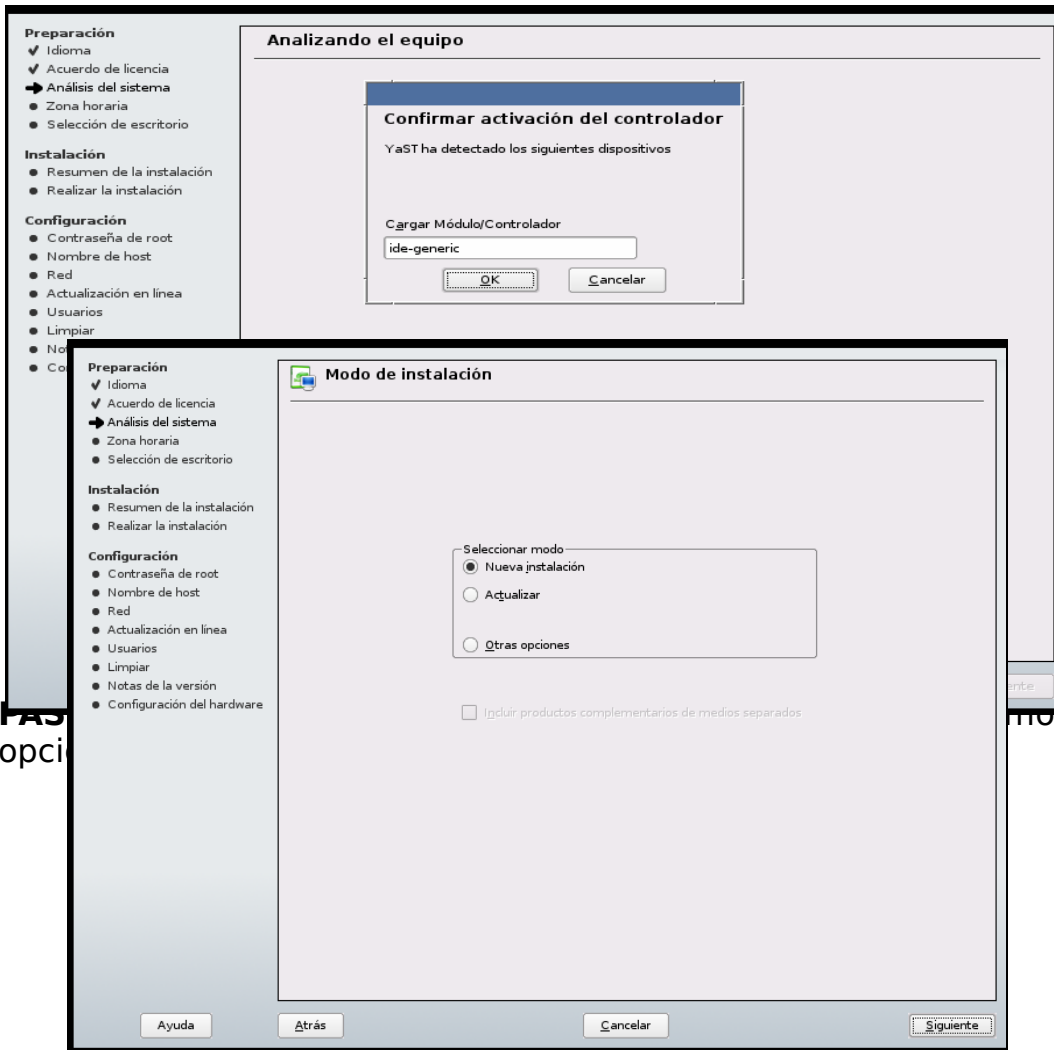 Preparación
Idioma
Acuerdo de licencia
Análisis del sistema
Zona horaria
Selección de escritorio
Instalación
Resumen de la instalación
Realizar la instalación
Configuración
Contraseña de root
Nombre de host
Red
Actualización en línea
Usuarios
Limpiar
Analizando el equipo
Confirmar activación del controlador
YaST ha detectado los siguientes dispositivos
Cargar Módulo/Controlador
ide-generic
OK Cancelar
Preparación
Idioma
Acuerdo de licencia
Análisis del sistema
Zona horaria
Selección de escritorio
Instalación
Resumen de la instalación
Realizar la instalación
Configuración
Contraseña de root
Nombre de host
Red
Actualización en línea
Usuarios
Limpiar
Notas de la versión
Configuración del hardware
Modo de instalación
Seleccionar modo
Nueva instalación
Actualizar
Otras opciones
Incluir productos complementarios de medios separados
Ayuda Atrás Cancelar Siguiente